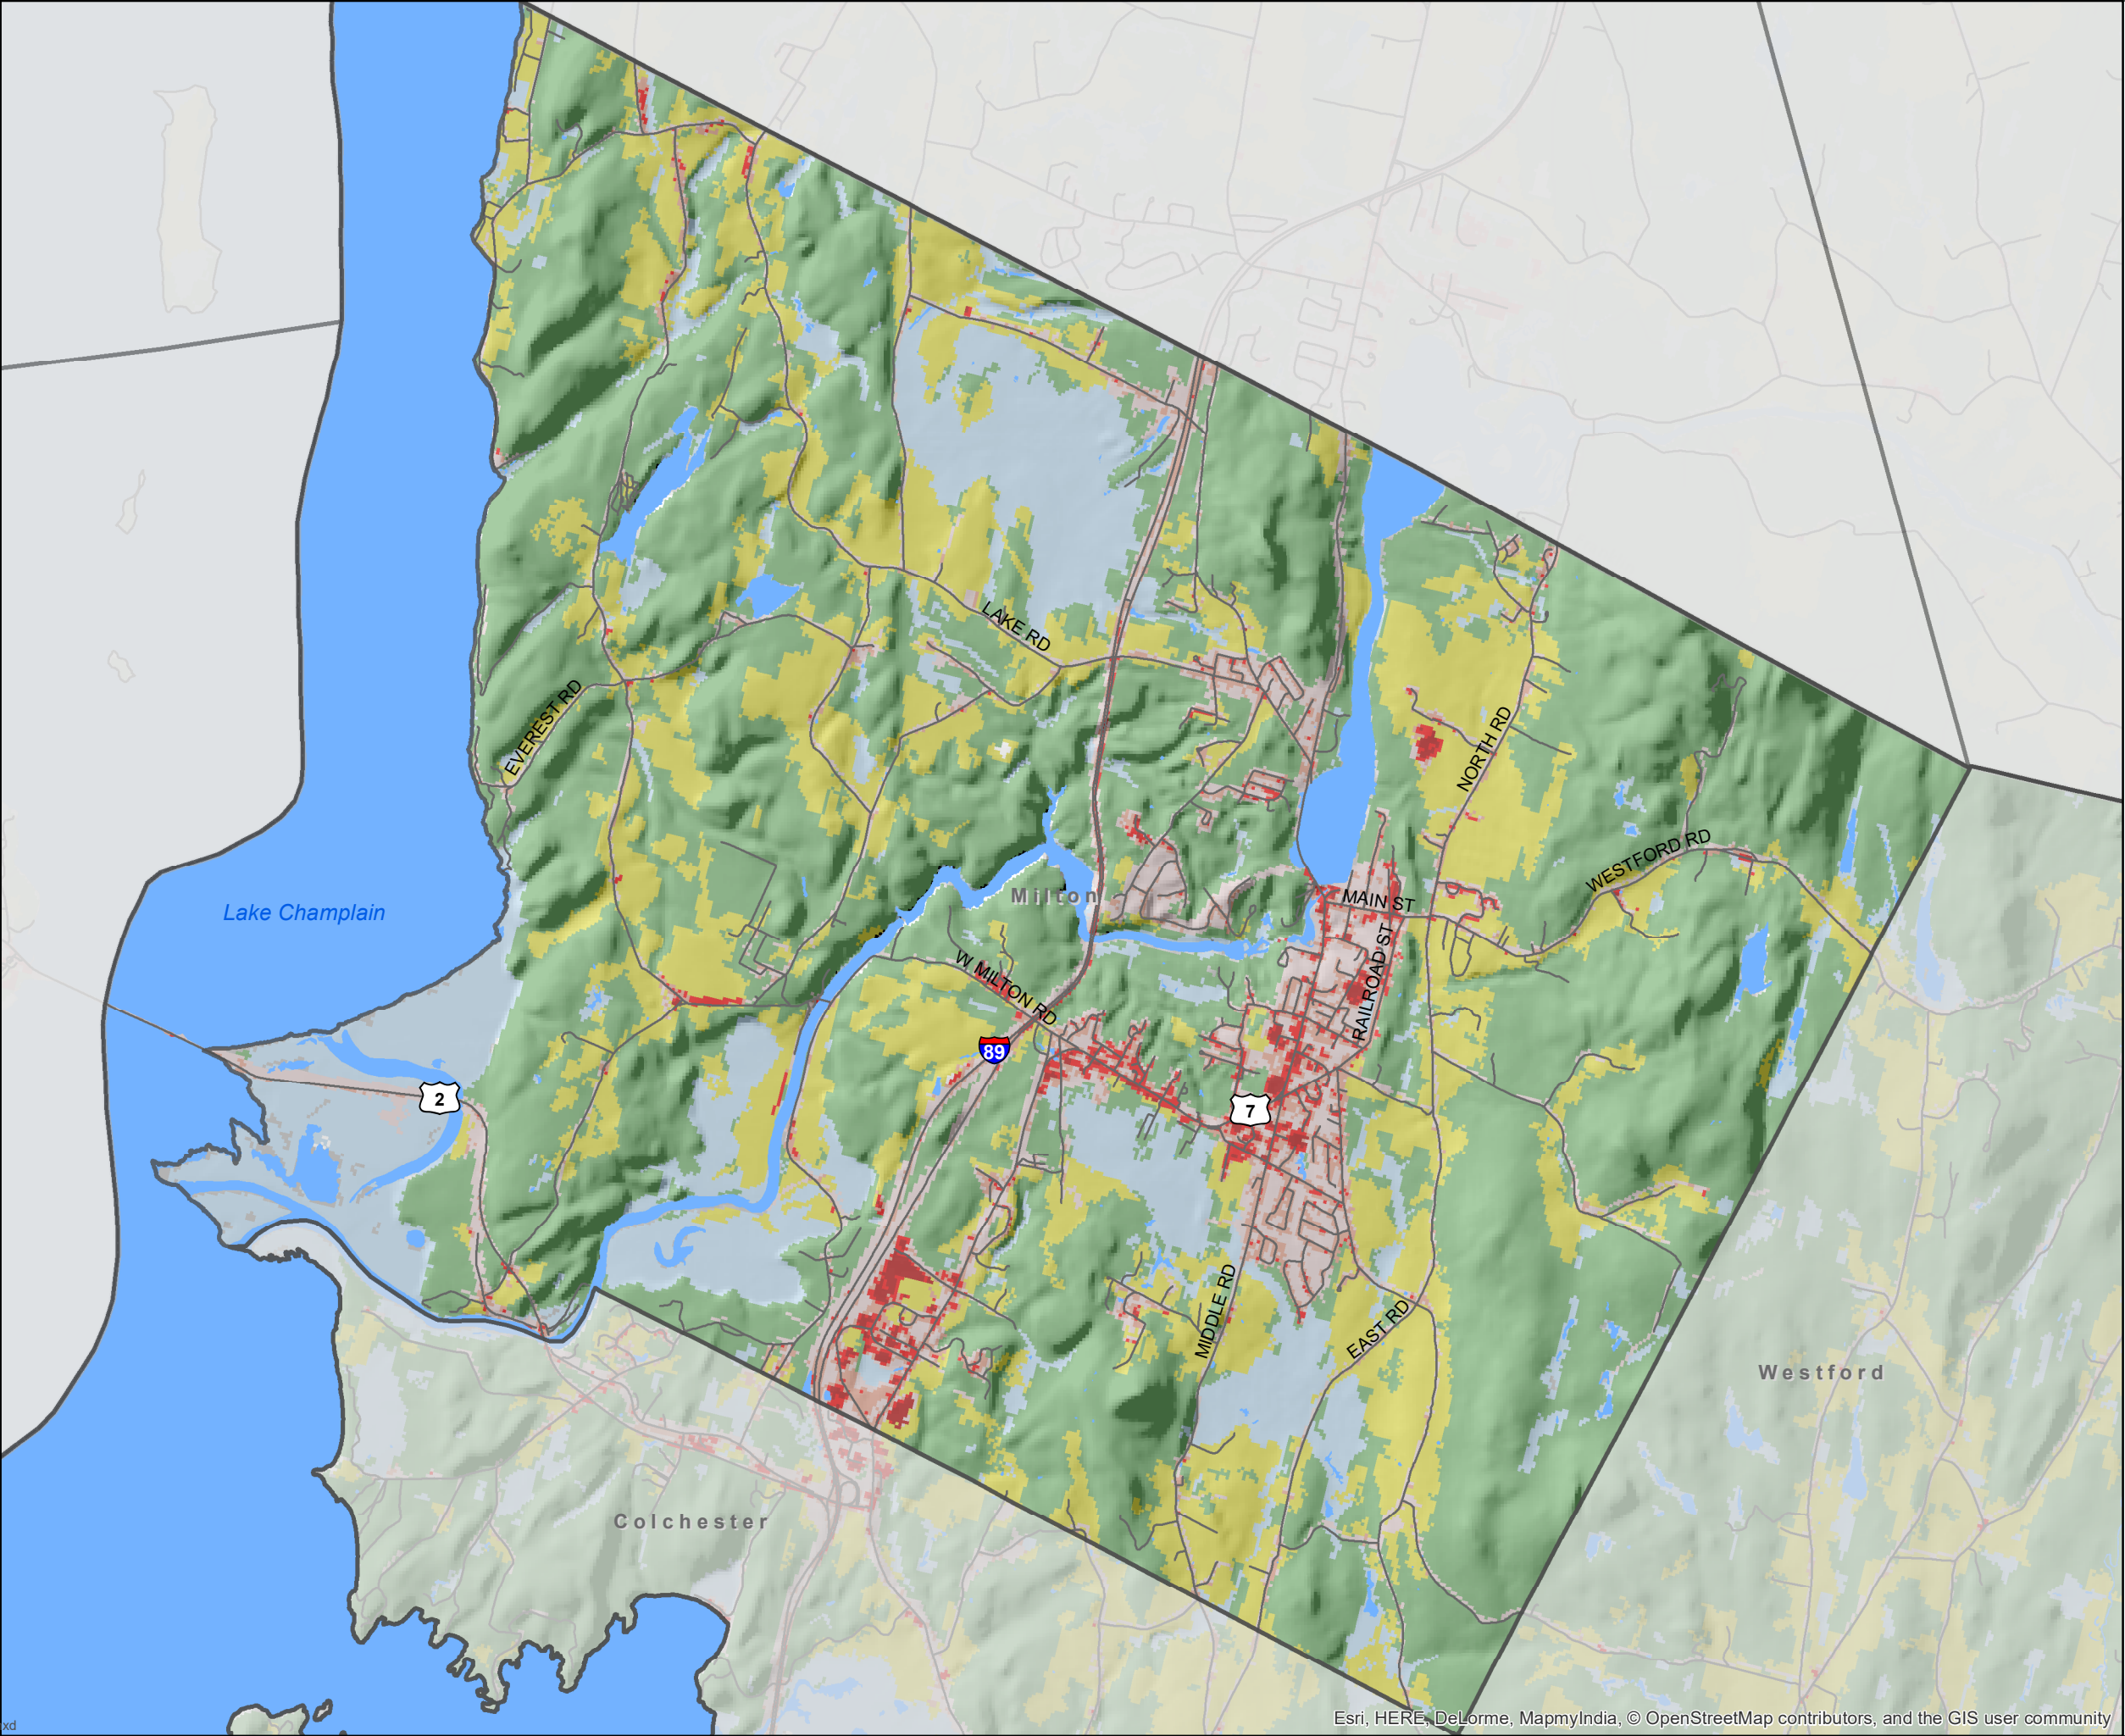 LAKE RD
EVEREST RD
NORTH RD
WESTFORD RD
Milton
MAIN ST
Lake Champlain
RAILROAD ST
W MILTON RD
89
2
7
MIDDLE RD
EAST RD
Westford
Colchester
Esri, HERE, DeLorme, MapmyIndia, © OpenStreetMap contributors, and the GIS user community
xd